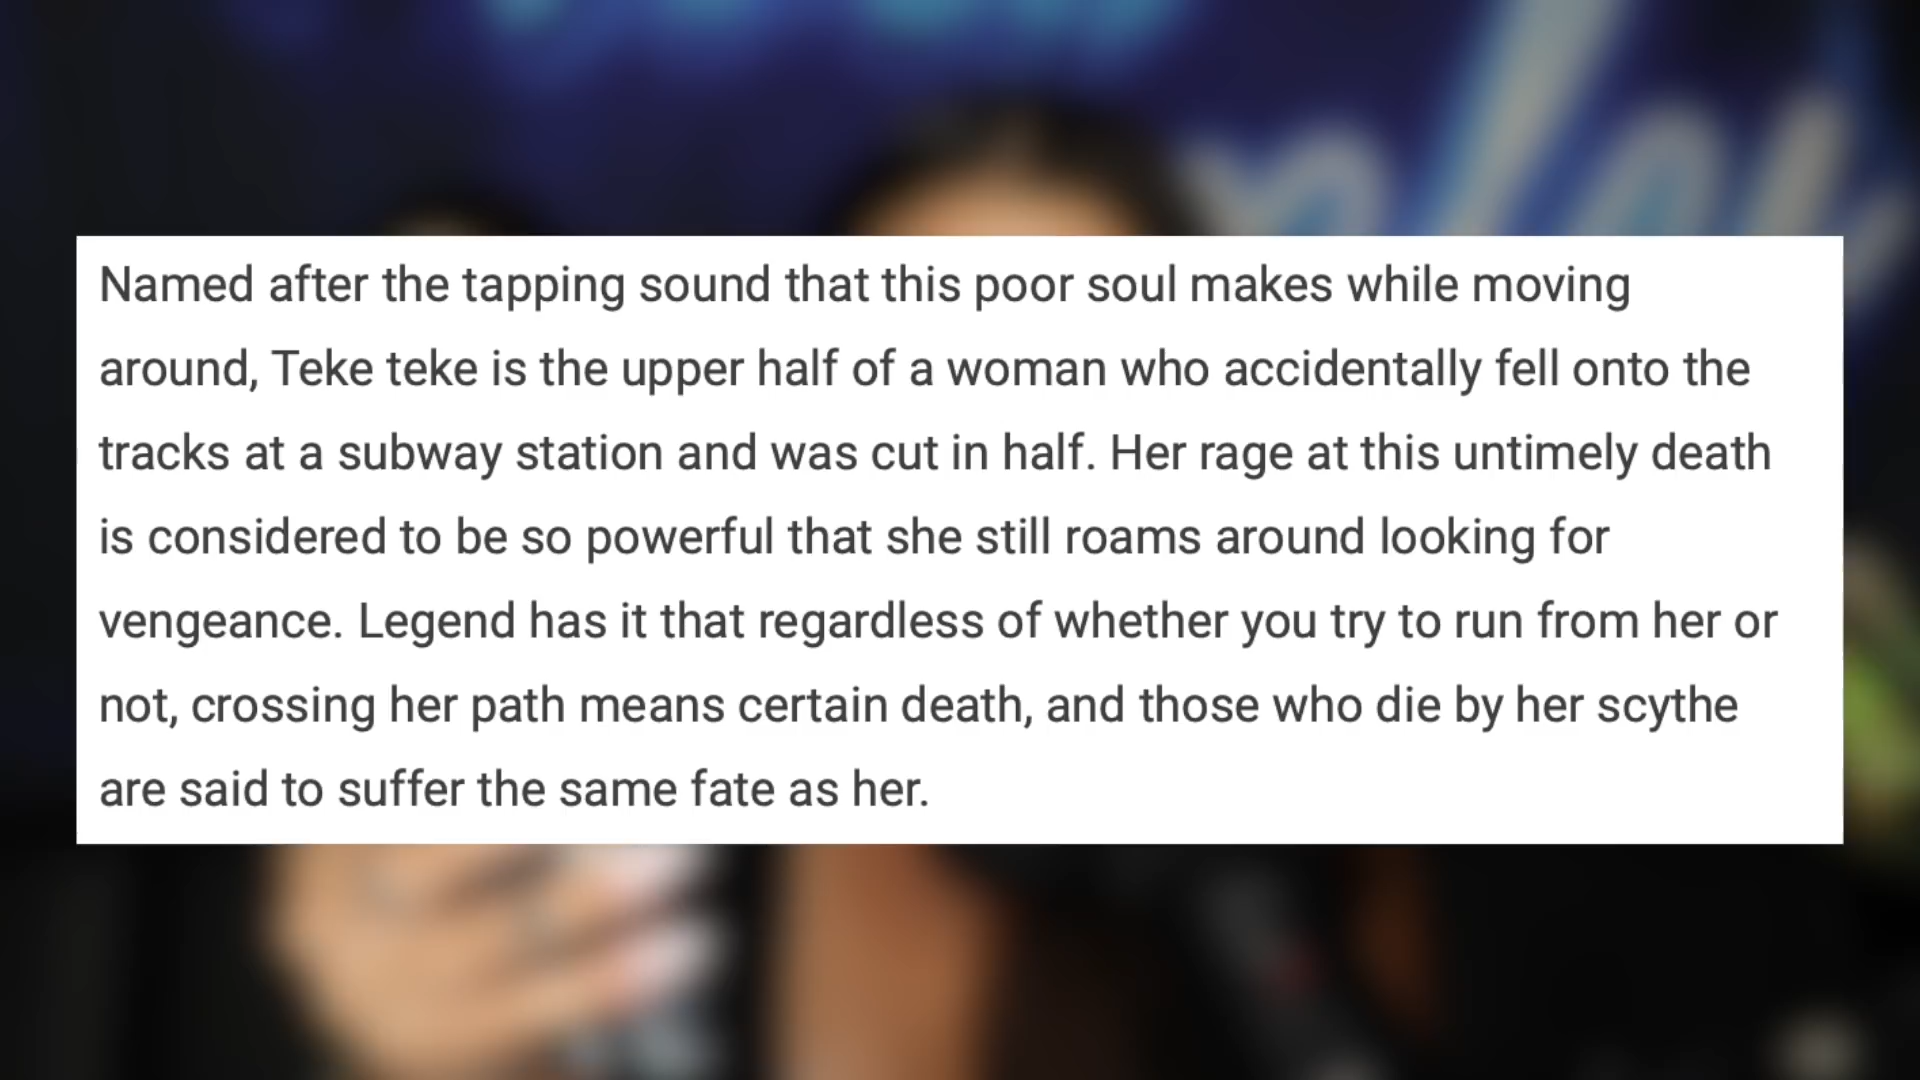 Named after the tapping sound that this poor soul makes while moving
around, Teke teke is the upper half of a woman who accidentally fell onto the
tracks at a subway station and was cut in half. Her rage at this untimely death
is considered to be so powerful that she still roams around looking for
vengeance. Legend has it that regardless of whether you try to run from her or
not, crossing her path means certain death, and those who die by her scythe
are said to suffer the same fate as her.